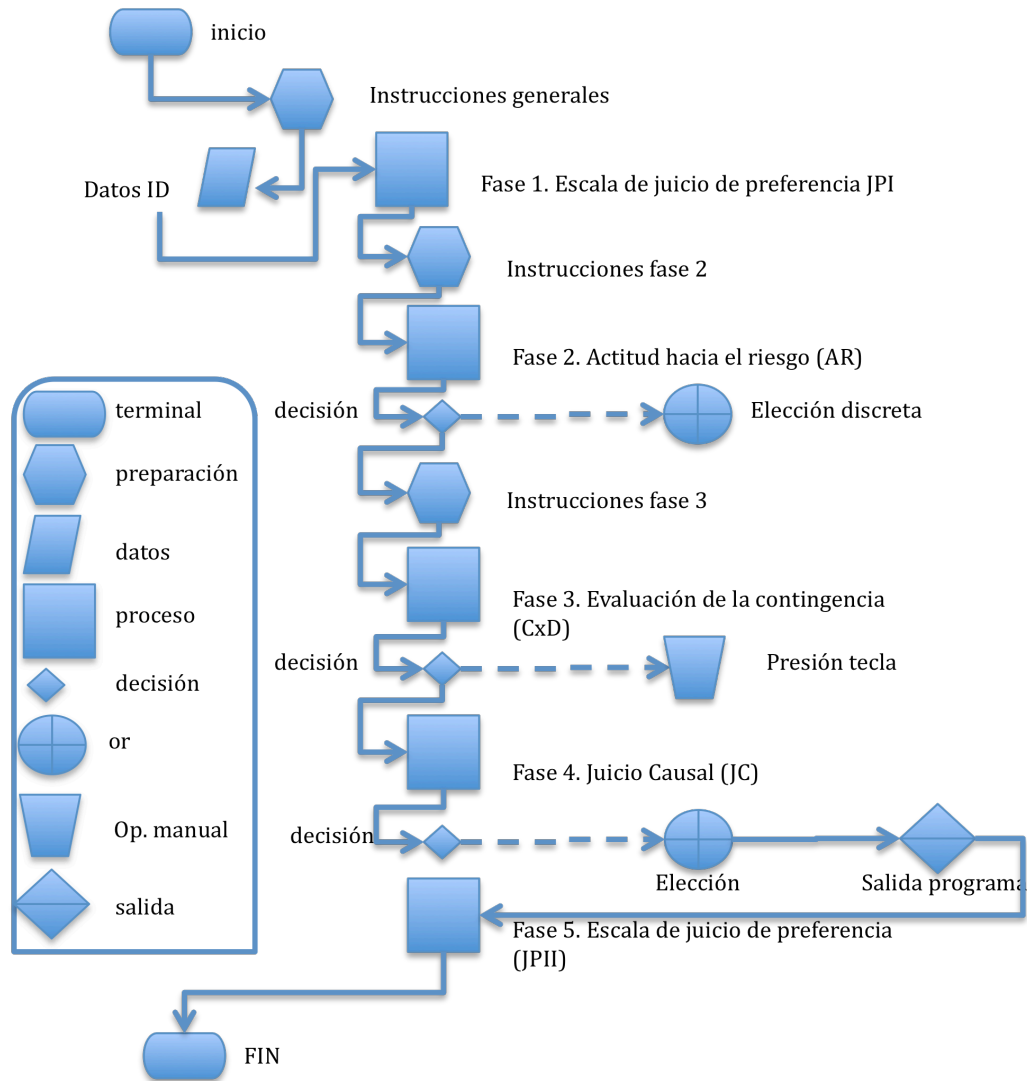 inicio
Instrucciones generales
Datos ID
Fase 1. Escala de juicio de preferencia JPI
Instrucciones fase 2
Fase 2. Actitud hacia el riesgo (AR)
decisión
Elección discreta
Instrucciones fase 3
Fase 3. Evaluación de la contingencia
(CxD)
decisión
Presión tecla
Fase 4. Juicio Causal (JC)
decisión
Elección
Salida programa
Fase 5. Escala de juicio de preferencia
(JPII)
FIN
terminal
preparación
datos
proceso
decisión
or
Op. manual
salida